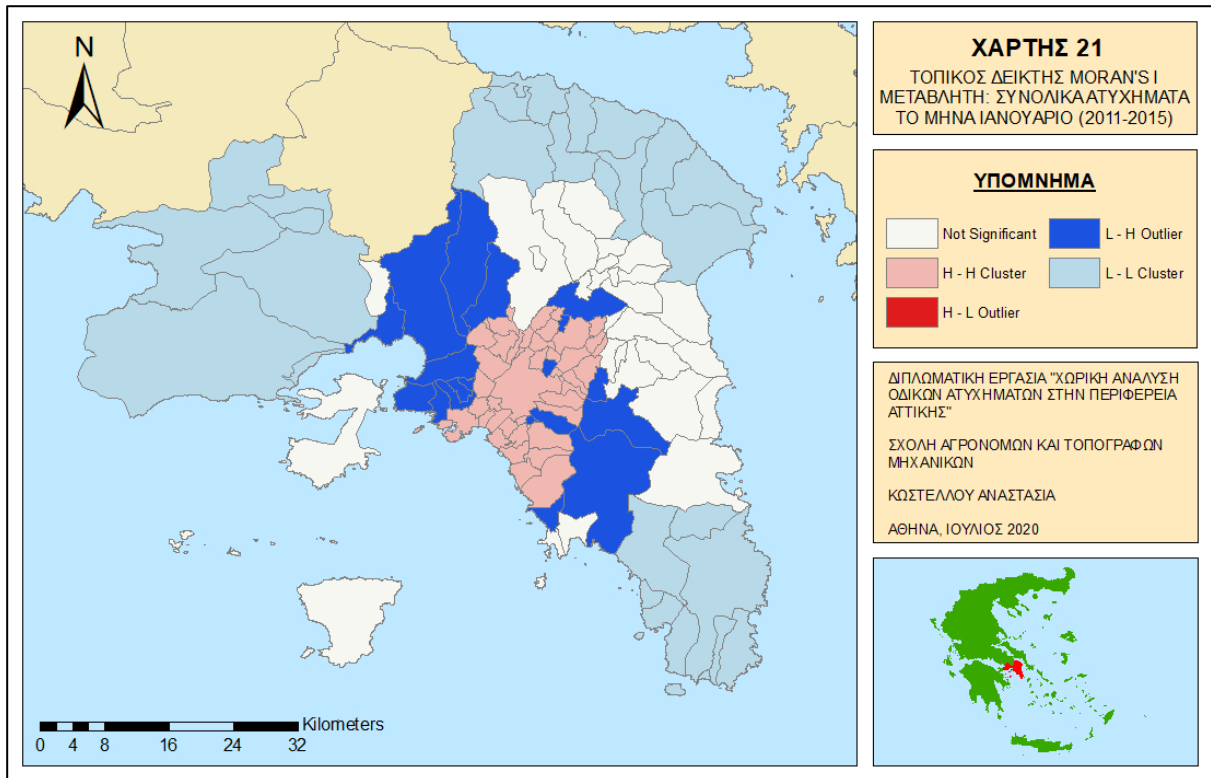 N
Kilometers
0 4 8 16 24 32
ΧΑΡΤΗΣ 21
ΤΟΠΙΚΟΣ ΔΕΙΚΤΗΣ MORAN'S I
ΜΕΤΑΒΛΗΤΗ: ΣΥΝΟΛΙΚΑ ΑΤΥΧΗΜΑΤΑ
ΤΟ ΜΗΝΑ ΙΑΝΟΥΑΡΙΟ (2011-2015)
ΥΠΟΜΝΗΜΑ
Not Significant
L - H Outlier
H - H Cluster
L - L Cluster
H - L Outlier
ΔΙΠΛΩΜΑΤΙΚΗ ΕΡΓΑΣΙΑ "ΧΩΡΙΚΗ ΑΝΑΛΥΣΗ
ΟΔΙΚΩΝ ΑΤΥΧΗΜΑΤΩΝ ΣΤΗΝ ΠΕΡΙΦΕΡΕΙΑ
ΑΤΤΙΚΗΣ"
ΣΧΟΛΗ ΑΓΡΟΝΟΜΩΝ ΚΑΙ ΤΟΠΟΓΡΑΦΩΝ
ΜΗΧΑΝΙΚΩΝ
ΚΩΣΤΕΛΛΟΥ ΑΝΑΣΤΑΣΙΑ
ΑΘΗΝΑ, ΙΟΥΛΙΟΣ 2020